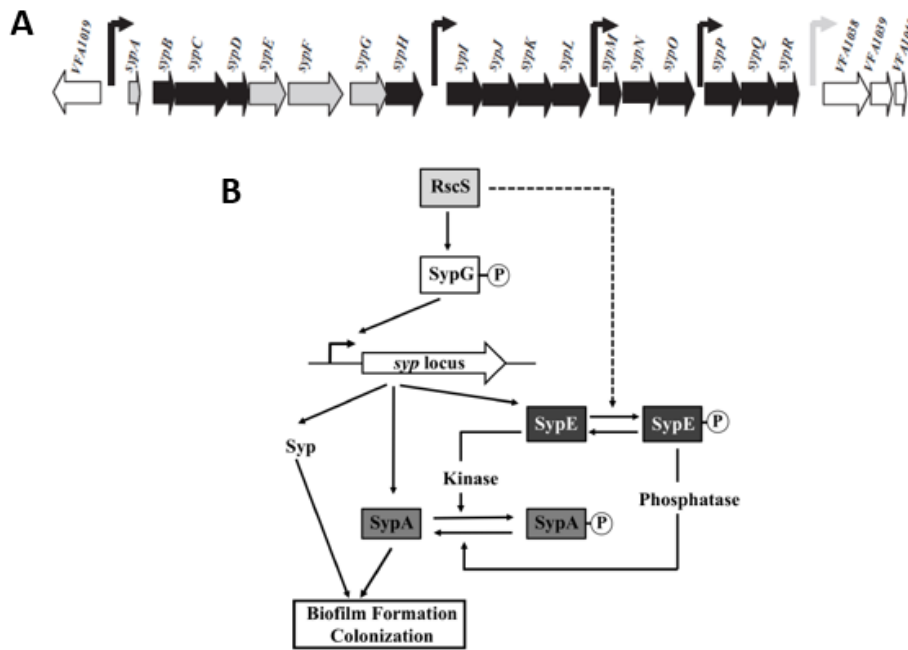 A
VFA1019 sypA sypB sypC sypD sypE sypF sypG sypH sypI sypJ sypK sypL sypM sypN sypO sypP sypQ sypR VFA1038 VFA1039
B
RscS
SypG P
syp locus
SypE SypE P
Syp
Kinase
Phosphatase
SypA SypA P
Biofilm Formation
Colonization